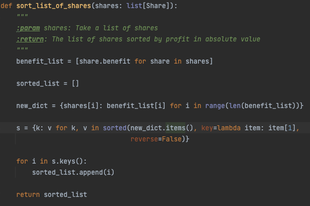 def sort_list_of_shares(shares: list[Share]):
"""
:param shares: Take a list of shares
:return: The list of shares sorted by profit in absolute value
"""
benefit_list = [share.benefit for share in shares]
sorted_list = []
new_dict = {shares[i]: benefit_list[i] for i in range(len(benefit_list))}
s = {k: v for k, v in sorted(new_dict.items(), key=lambda item: item[1],
reverse=False)}
for i in s.keys():
sorted_list.append(i)
return sorted_list